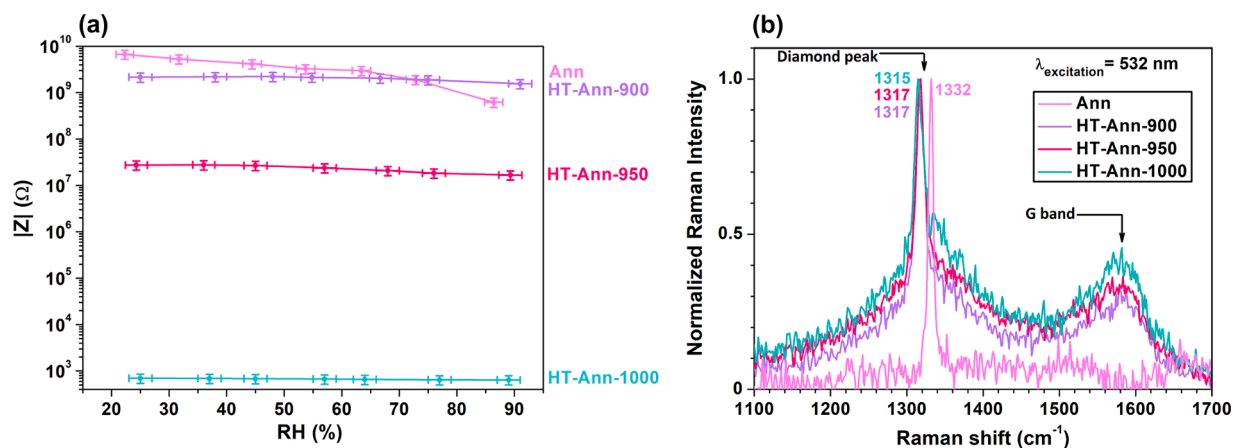 (a)
10^10
10^9
10^8
10^7
10^6
10^5
10^4
10^3
|Z| (Ω)
20 30 40 50 60 70 80 90
RH (%)
Ann
HT-Ann-900
HT-Ann-950
HT-Ann-1000
(b)
Diamond peak
1315
1317
1317
1332
λexcitation = 532 nm
Ann
HT-Ann-900
HT-Ann-950
HT-Ann-1000
G band
1.0
0.5
0
Normalized Raman Intensity
1100 1200 1300 1400 1500 1600 1700
Raman shift (cm-1)